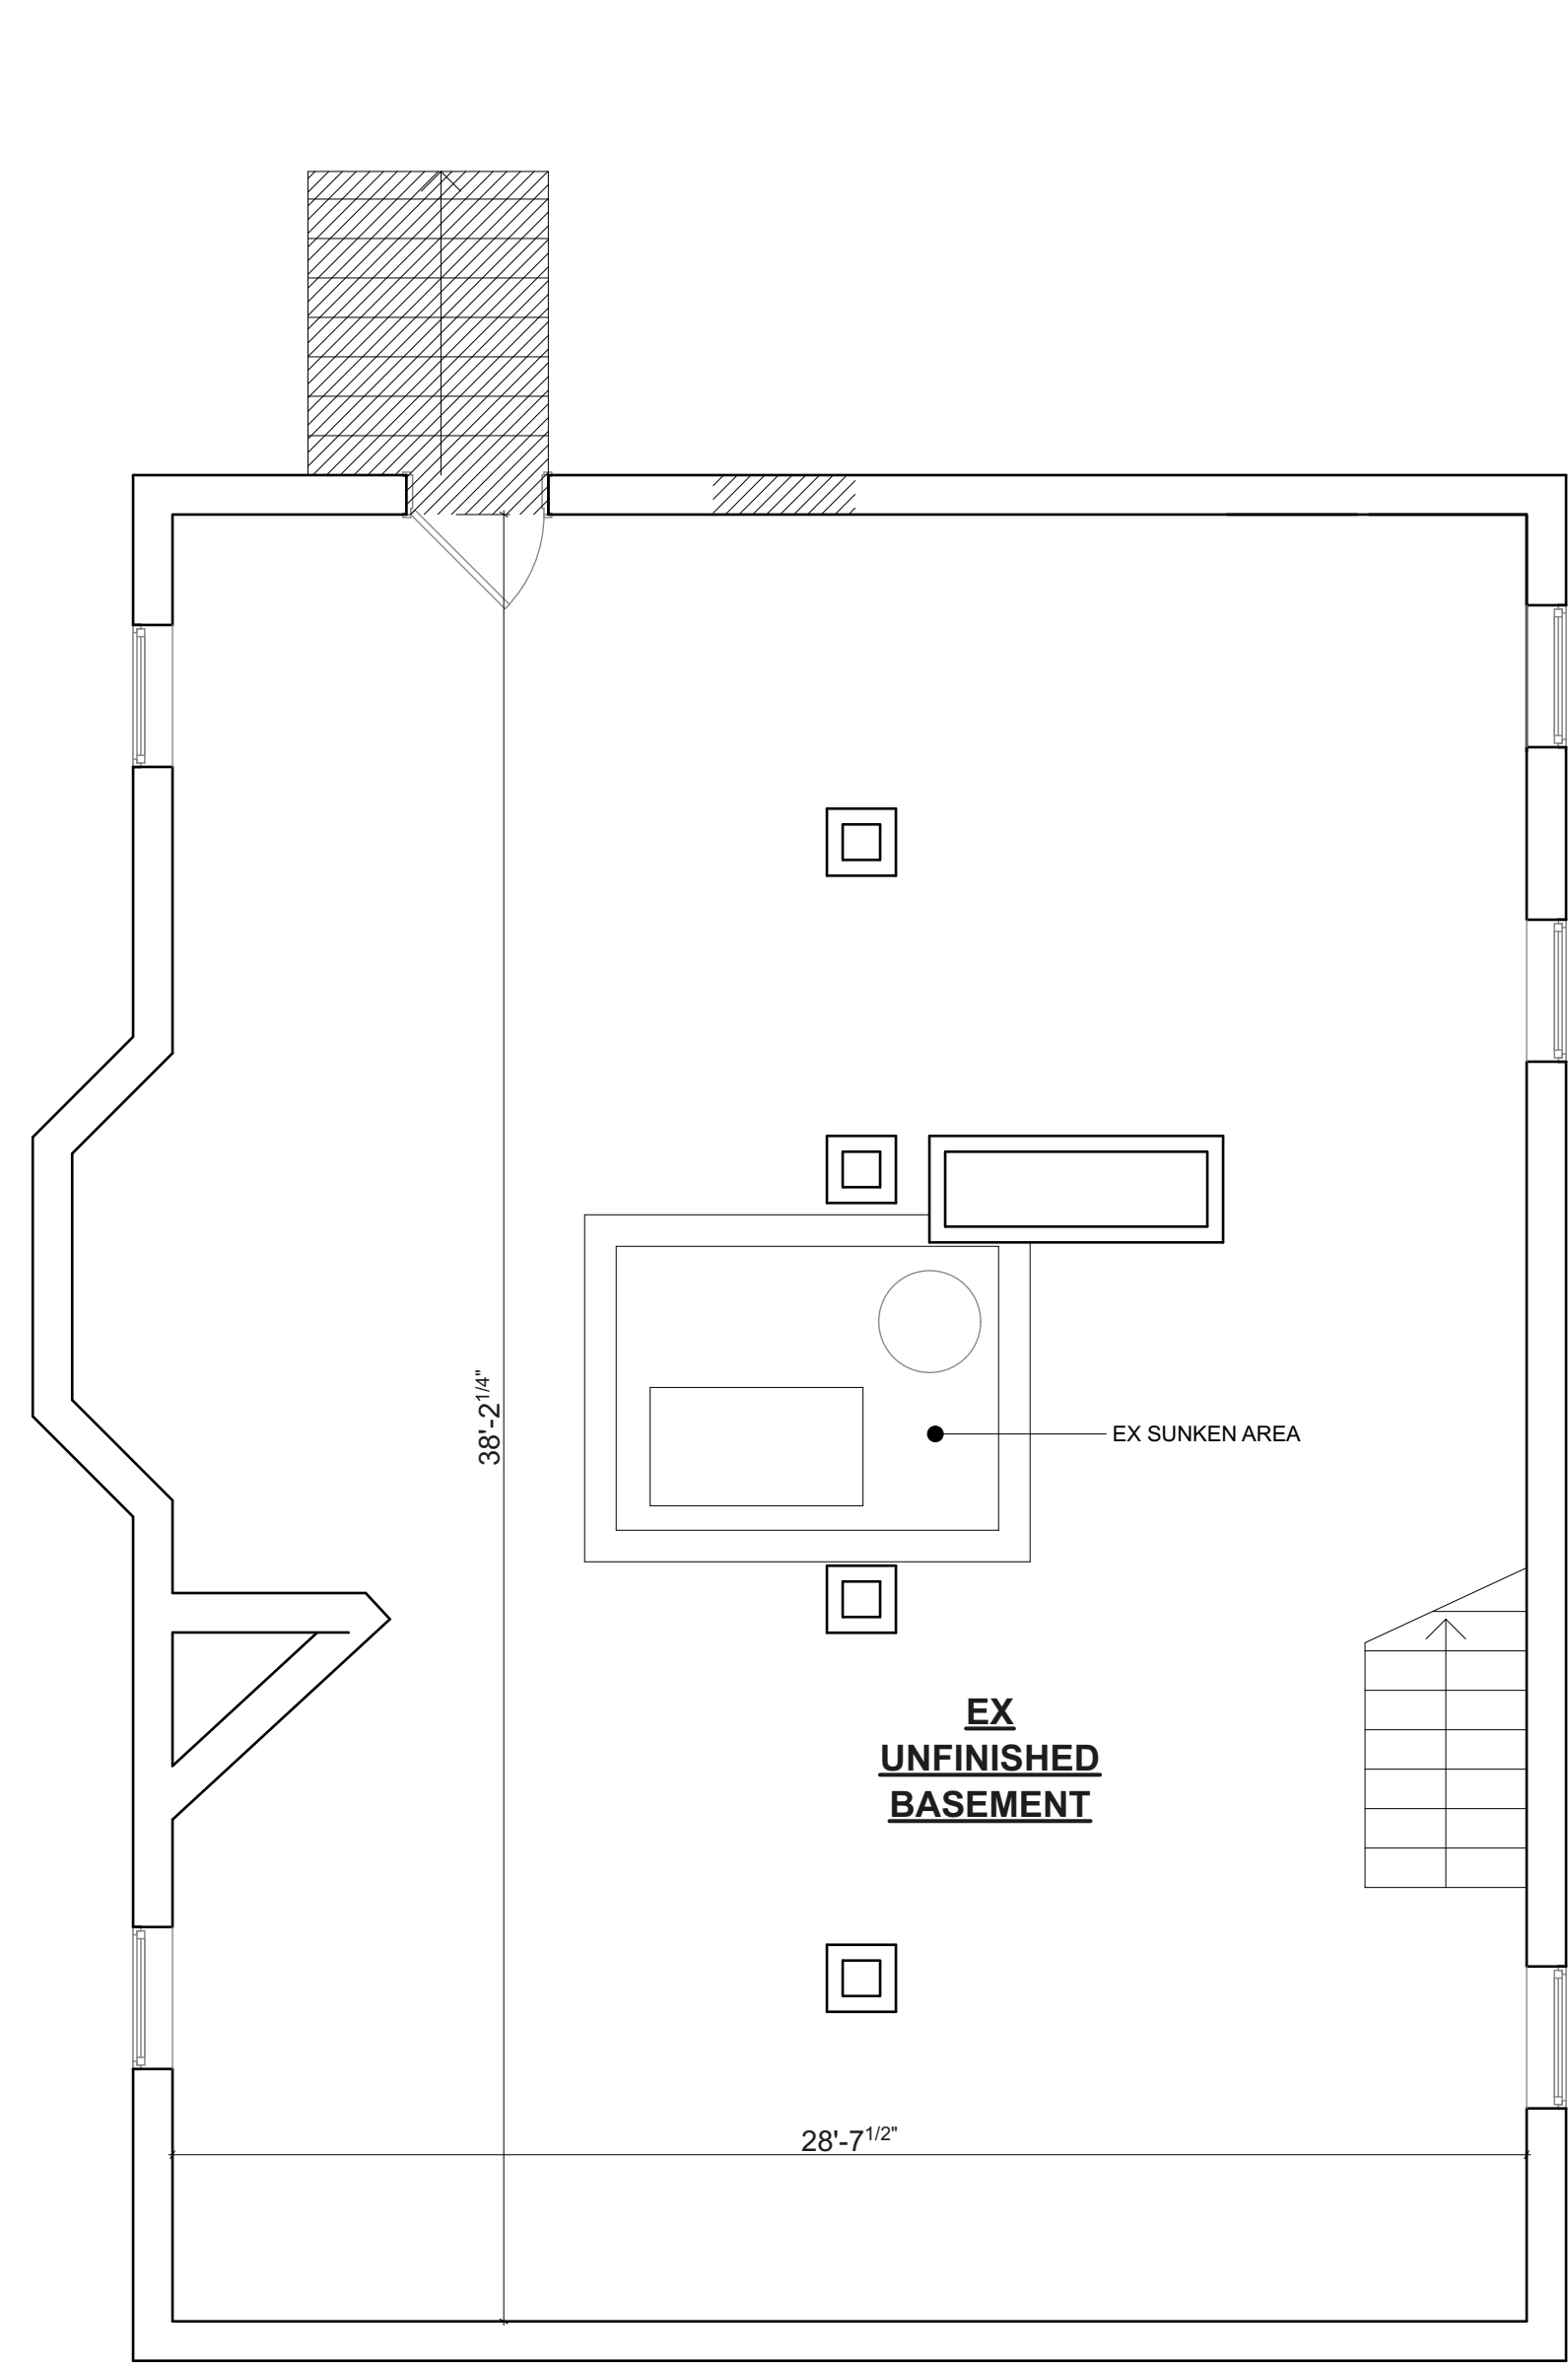 38'-2 1/4"
EX SUNKEN AREA
EX
UNFINISHED
BASEMENT
28'-7 1/2"